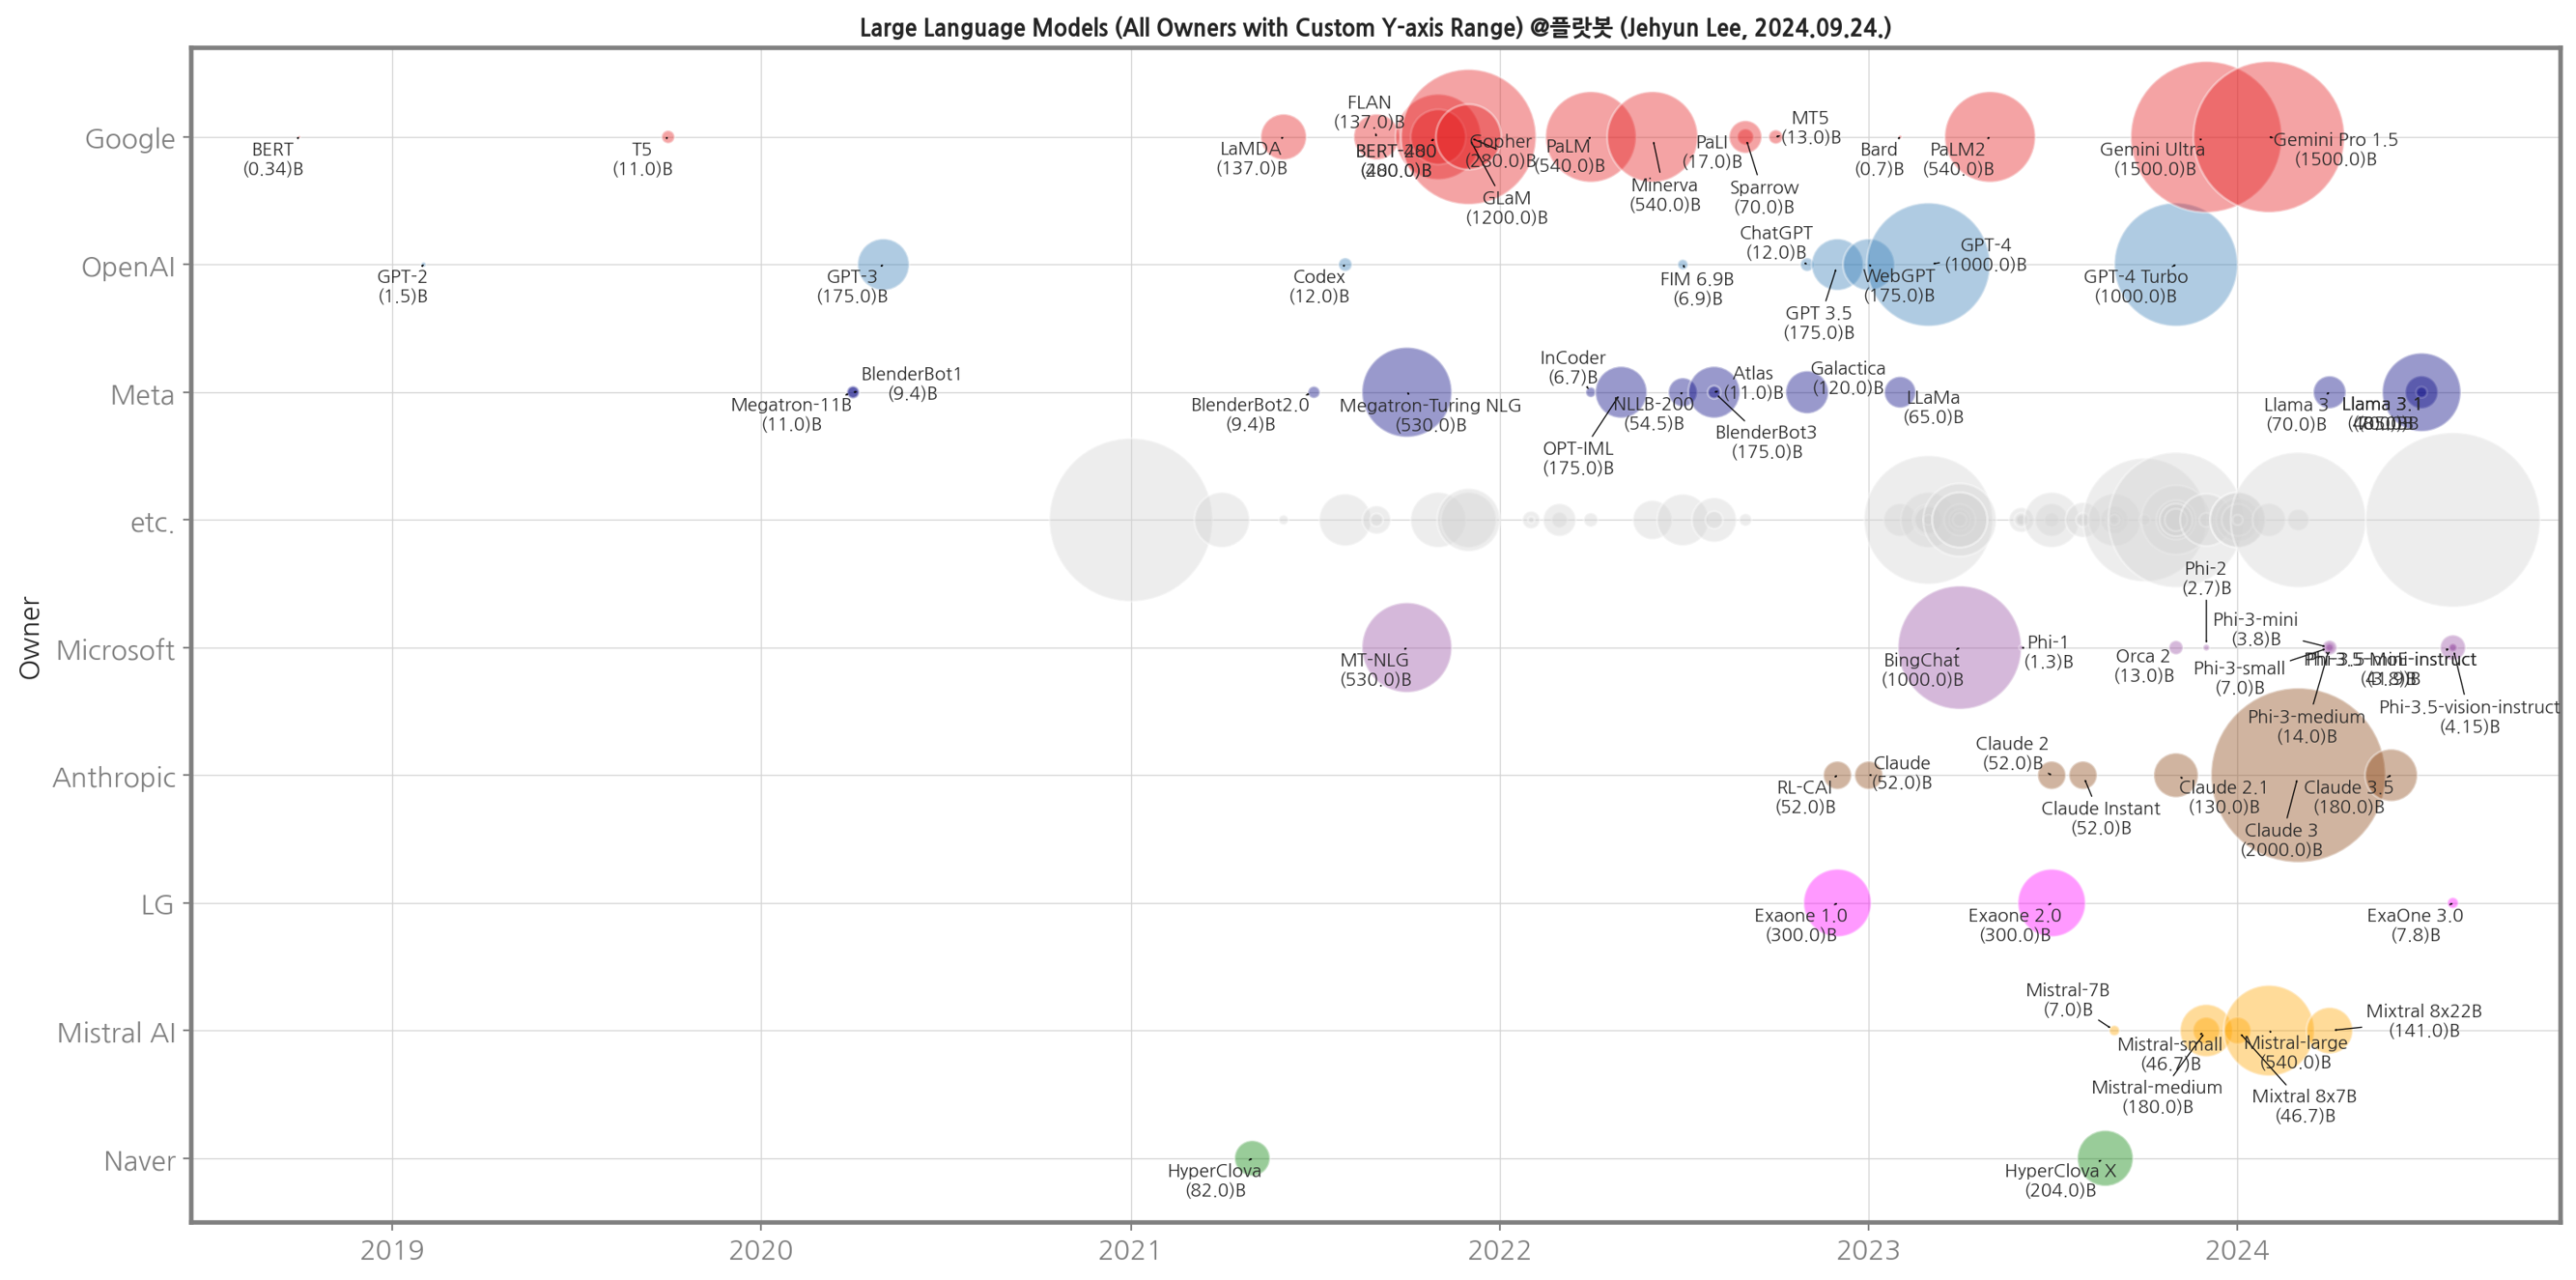 Large Language Models (All Owners with Custom Y-axis Range) @플랏봇 (Jehyun Lee, 2024.09.24.)
Owner
Google
BERT
(0.34)B
T5
(11.0)B
LaMDA
(137.0)B
FLAN
(137.0)B
Gopher
(280.0)B
GLaM
(1200.0)B
PaLM
(540.0)B
Minerva
(540.0)B
PaLI
(17.0)B
Sparrow
(70.0)B
MT5
(13.0)B
Bard
(0.7)B
PaLM2
(540.0)B
Gemini Ultra
(1500.0)B
Gemini Pro 1.5
(1500.0)B
OpenAI
GPT-2
(1.5)B
GPT-3
(175.0)B
Codex
(12.0)B
FIM 6.9B
(6.9)B
ChatGPT
(12.0)B
GPT 3.5
(175.0)B
WebGPT
(175.0)B
GPT-4
(1000.0)B
GPT-4 Turbo
(1000.0)B
Meta
Megatron-11B
(11.0)B
BlenderBot1
(9.4)B
BlenderBot2.0
(9.4)B
Megatron-Turing NLG
(530.0)B
InCoder
(6.7)B
OPT-IML
(175.0)B
NLLB-200
(54.5)B
Atlas
(11.0)B
BlenderBot3
(175.0)B
Galactica
(120.0)B
LLaMa
(65.0)B
Llama 3
(70.0)B
Llama 3.1
etc.
Microsoft
MT-NLG
(530.0)B
BingChat
(1000.0)B
Phi-1
(1.3)B
Orca 2
(13.0)B
Phi-2
(2.7)B
Phi-3-mini
(3.8)B
Phi-3-small
(7.0)B
Phi-3-medium
(14.0)B
Phi-3.5-vision-instruct
(4.15)B
Anthropic
RL-CAI
(52.0)B
Claude
(52.0)B
Claude 2
(52.0)B
Claude Instant
(52.0)B
Claude 2.1
(130.0)B
Claude 3
(2000.0)B
Claude 3.5
(180.0)B
LG
Exaone 1.0
(300.0)B
Exaone 2.0
(300.0)B
ExaOne 3.0
(7.8)B
Mistral AI
Mistral-7B
(7.0)B
Mistral-small
(46.7)B
Mistral-medium
(180.0)B
Mistral-large
(540.0)B
Mixtral 8x7B
(46.7)B
Mixtral 8x22B
(141.0)B
Naver
HyperClova
(82.0)B
HyperClova X
(204.0)B
2019
2020
2021
2022
2023
2024